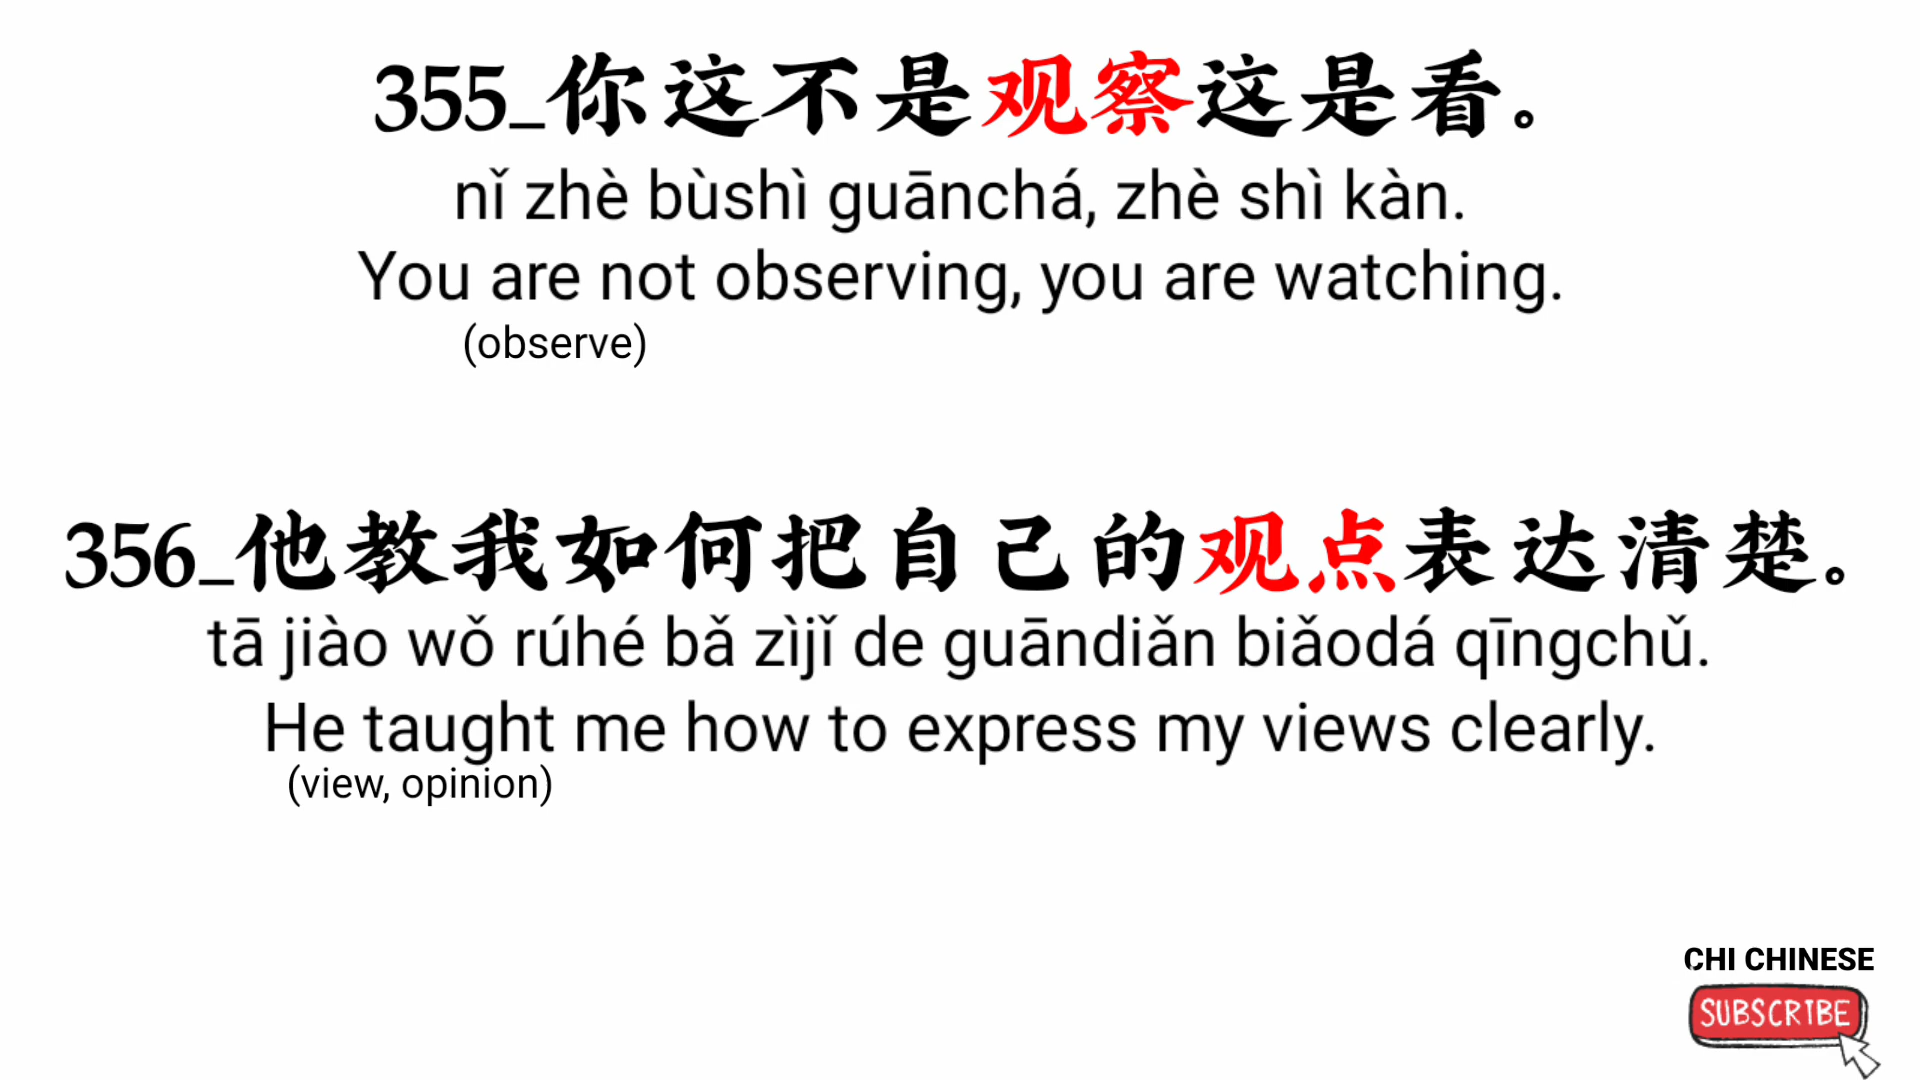 355_你这不是观察这是看。
nǐ zhè bùshì guānchá, zhè shì kàn.
You are not observing, you are watching.
(observe)
356_他教我如何把自己的观点表达清楚。
tā jiào wǒ rúhé bǎ zìjǐ de guāndiǎn biǎodá qīngchǔ.
He taught me how to express my views clearly.
(view, opinion)
CHI CHINESE
SUBSCRIBE